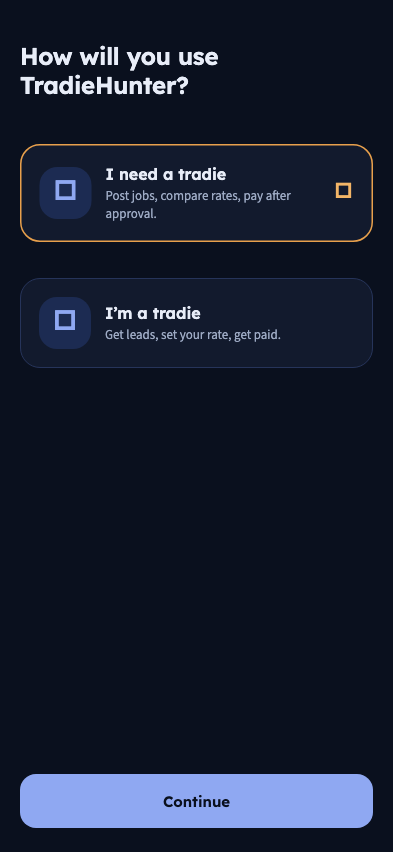 How will you use
TradieHunter?
I need a tradie
Post jobs, compare rates, pay after
approval.
I’m a tradie
Get leads, set your rate, get paid.
Continue